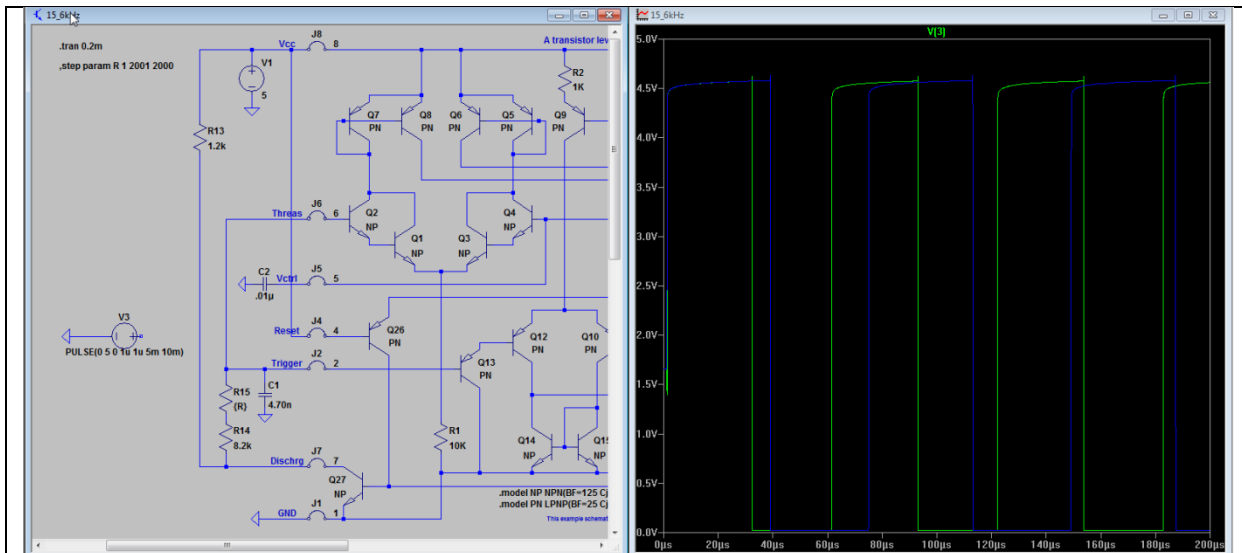 15_6kHz
.tran 0.2m
,step param R 1 2001 2000
Vcc
J8
8
A transistor lev
V1
5
R2
1K
R13
1.2k
Q7
PN
Q8
PN
Q6
PN
Q5
PN
Q9
PN
Threas
J6
6
Q2
NP
Q1
NP
Q3
NP
Q4
NP
C2
.01µ
Vctrl
J5
5
V3
PULSE(0 5 0 1u 1u 5m 10m)
Reset
J4
4
Q26
PN
Trigger
J2
2
Q13
PN
Q12
PN
Q10
PN
R15
{R}
C1
4.70n
R14
8.2k
R1
10K
Q14
NP
Q15
NP
Dischrg
J7
7
Q27
NP
GND
J1
1
.model NP NPN(BF=125 Cj
.model PN LPNP(BF=25 Cj
This example schemat
15_6kHz
V(3)
5.0V
4.5V
4.0V
3.5V
3.0V
2.5V
2.0V
1.5V
1.0V
0.5V
0.0V
0µs 20µs 40µs 60µs 80µs 100µs 120µs 140µs 160µs 180µs 200µs